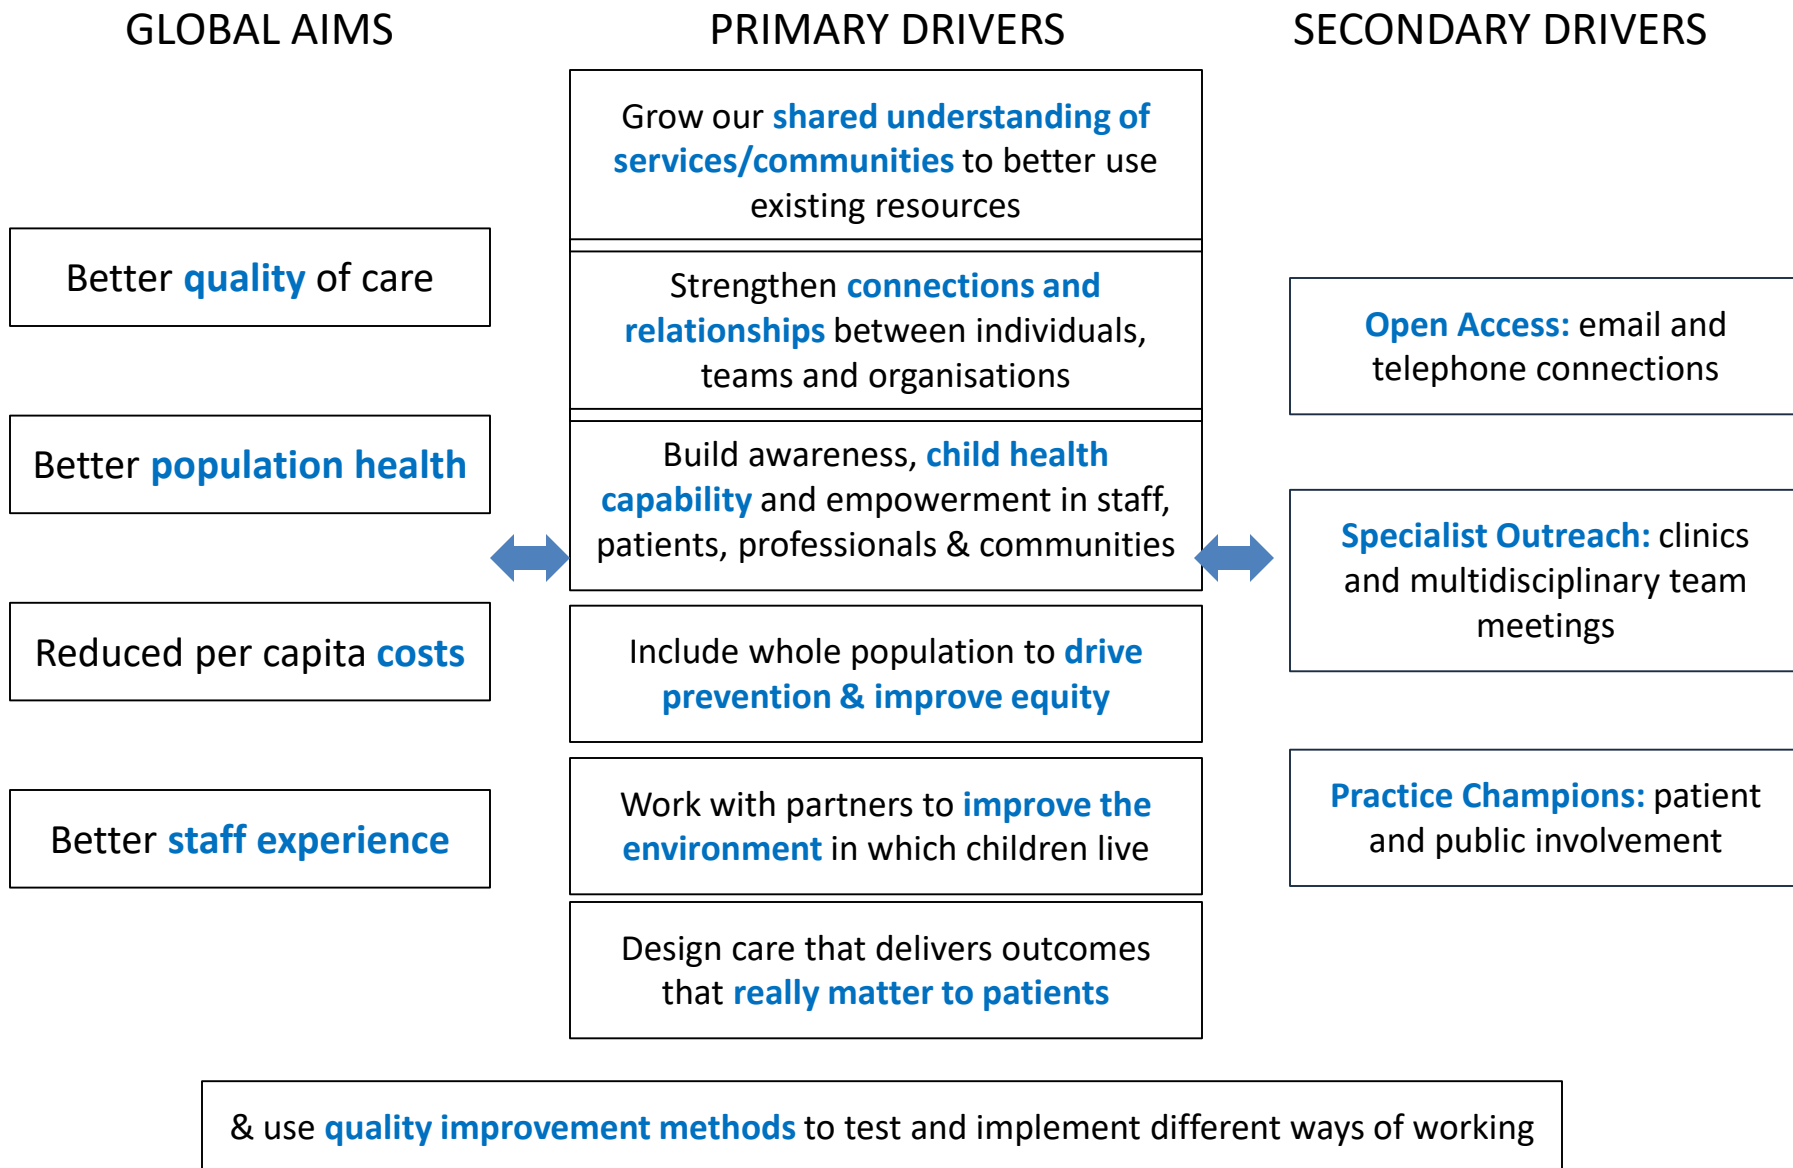 GLOBAL AIMS
PRIMARY DRIVERS
SECONDARY DRIVERS
Better quality of care
Better population health
Reduced per capita costs
Better staff experience
Grow our shared understanding of
services/communities to better use
existing resources
Strengthen connections and
relationships between individuals,
teams and organisations
Build awareness, child health
capability and empowerment in staff,
patients, professionals & communities
Include whole population to drive
prevention & improve equity
Work with partners to improve the
environment in which children live
Design care that delivers outcomes
that really matter to patients
Open Access: email and
telephone connections
Specialist Outreach: clinics
and multidisciplinary team
meetings
Practice Champions: patient
and public involvement
& use quality improvement methods to test and implement different ways of working